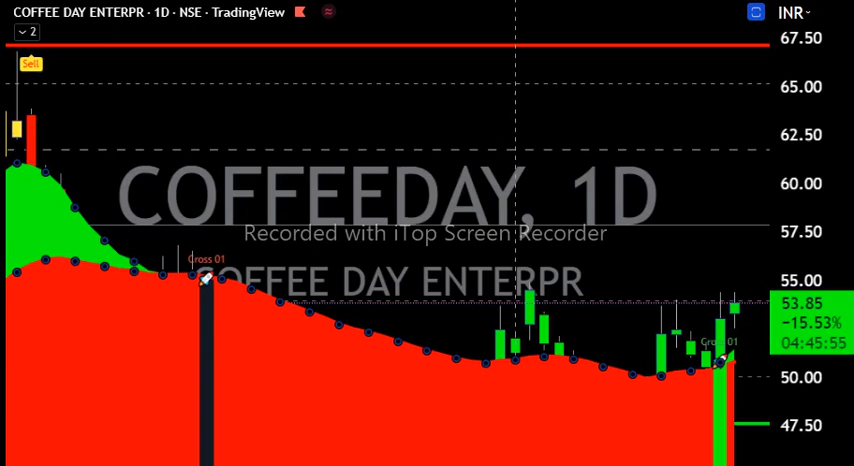 COFFEE DAY ENTERPR · 1D · NSE · TradingView
INR
2
67.50
Sell
65.00
62.50
60.00
COFFEEDAY, 1D
57.50
Recorded with iTop Screen Recorder
Cross 01
COFFEE DAY ENTERPR
55.00
53.85
−15.53%
04:45:55
Cross 01
50.00
47.50